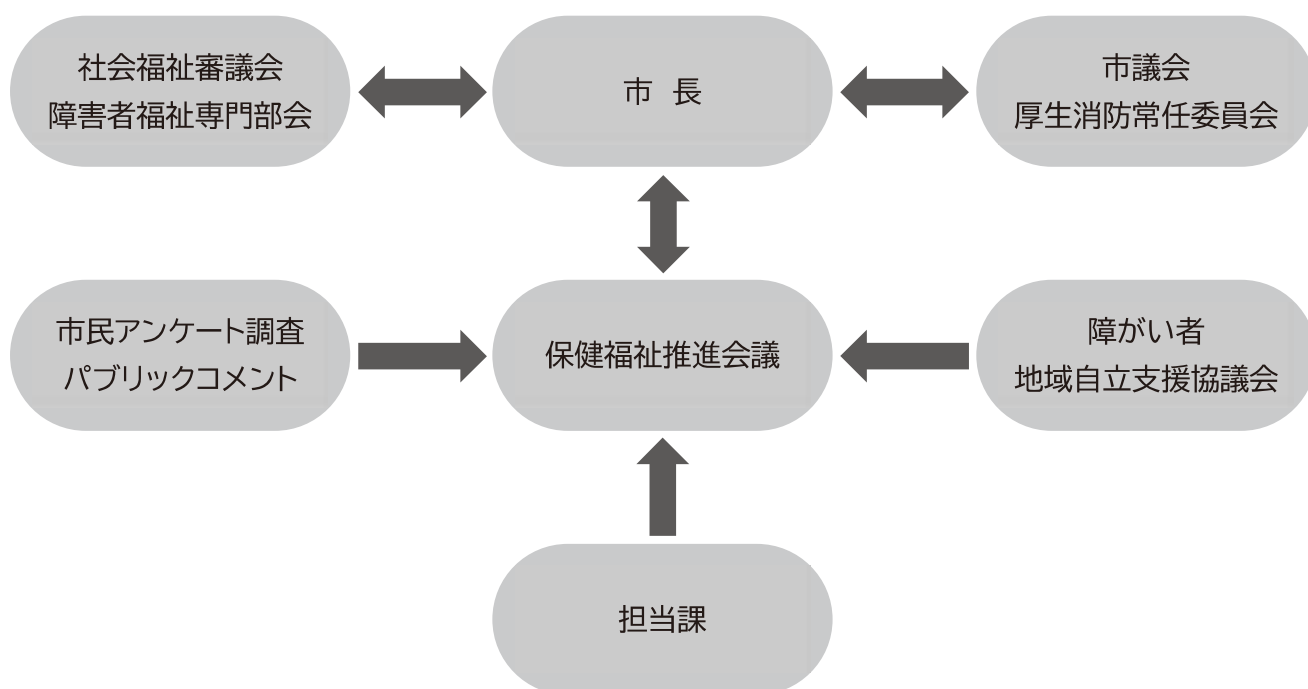 社会福祉審議会
障害者福祉専門部会
市 長
市議会
厚生消防常任委員会
市民アンケート調査
パブリックコメント
保健福祉推進会議
障がい者
地域自立支援協議会
担当課